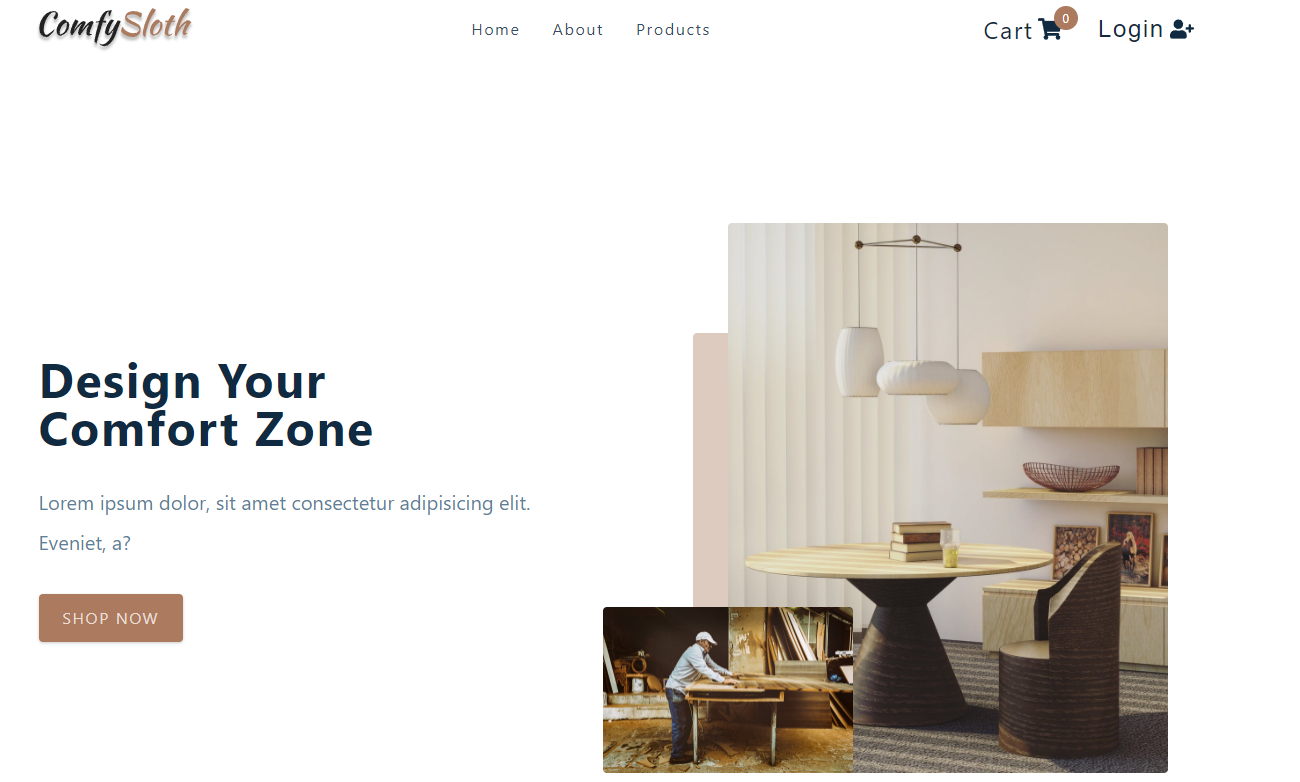 ComfySloth
Home About Products
Cart 0 Login
Design Your
Comfort Zone
Lorem ipsum dolor, sit amet consectetur adipisicing elit.
Eveniet, a?
SHOP NOW